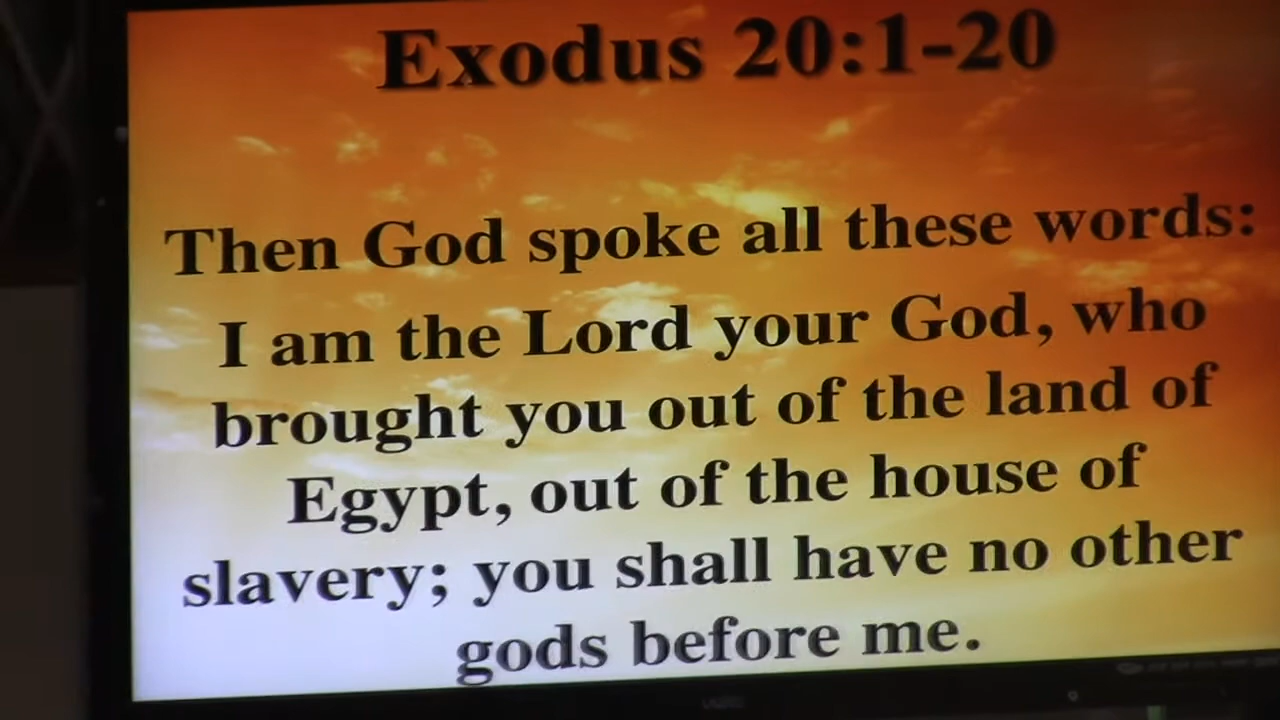 Exodus 20:1-20
Then God spoke all these words:
I am the Lord your God, who
brought you out of the land of
Egypt, out of the house of
slavery; you shall have no other
gods before me.